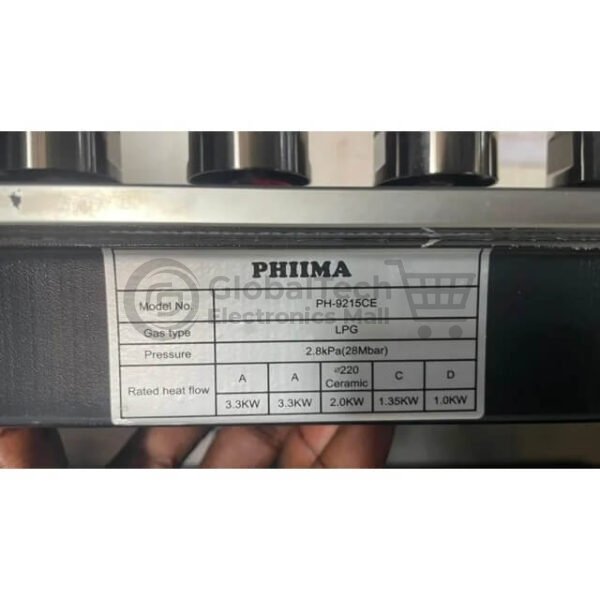 PHIIMA
Model No. PH-9215CE
Gas type LPG
Pressure 2.8kPa(28Mbar)
Rated heat flow A A ⌀220 Ceramic C D
3.3KW 3.3KW 2.0KW 1.35KW 1.0KW
GlobalTech
Electronics Mall